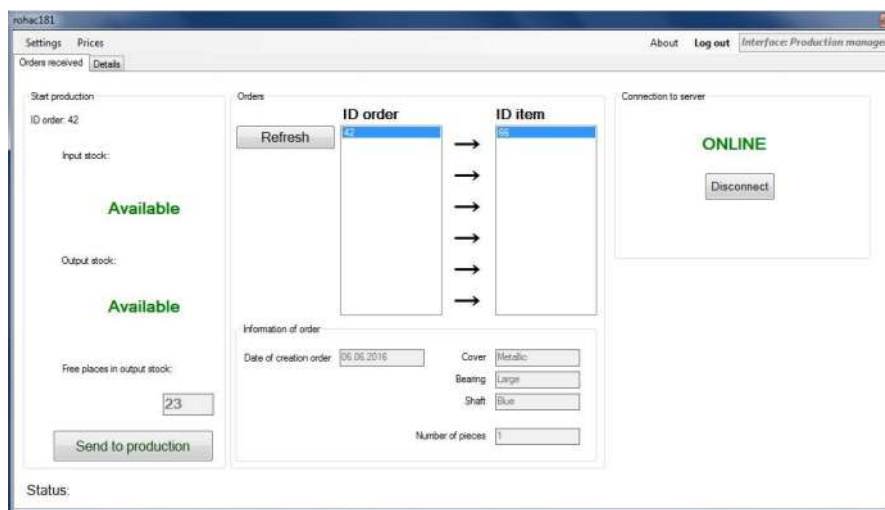 rohac181
Settings Prices About Log out Interface: Production manage
Orders received Details
Start production
ID order: 42
Input stock:
Available
Output stock:
Available
Free places in output stock:
23
Send to production
Orders
ID order ID item
Refresh
42 → 66
→
→
→
→
→
Information of order
Date of creation order 06.06.2016
Cover Metallic
Bearing Large
Shaft Blue
Number of pieces 1
Connection to server
ONLINE
Disconnect
Status: